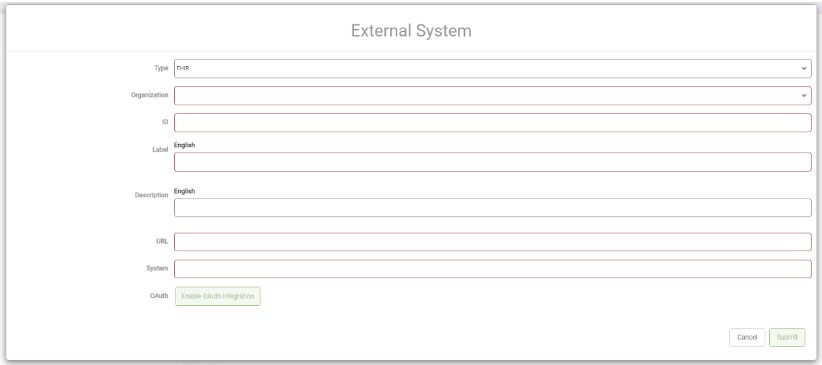 External System
Type FHIR
Organization
ID
Label English
Description English
URL
System
OAuth Enable OAuth Integration
Cancel Submit